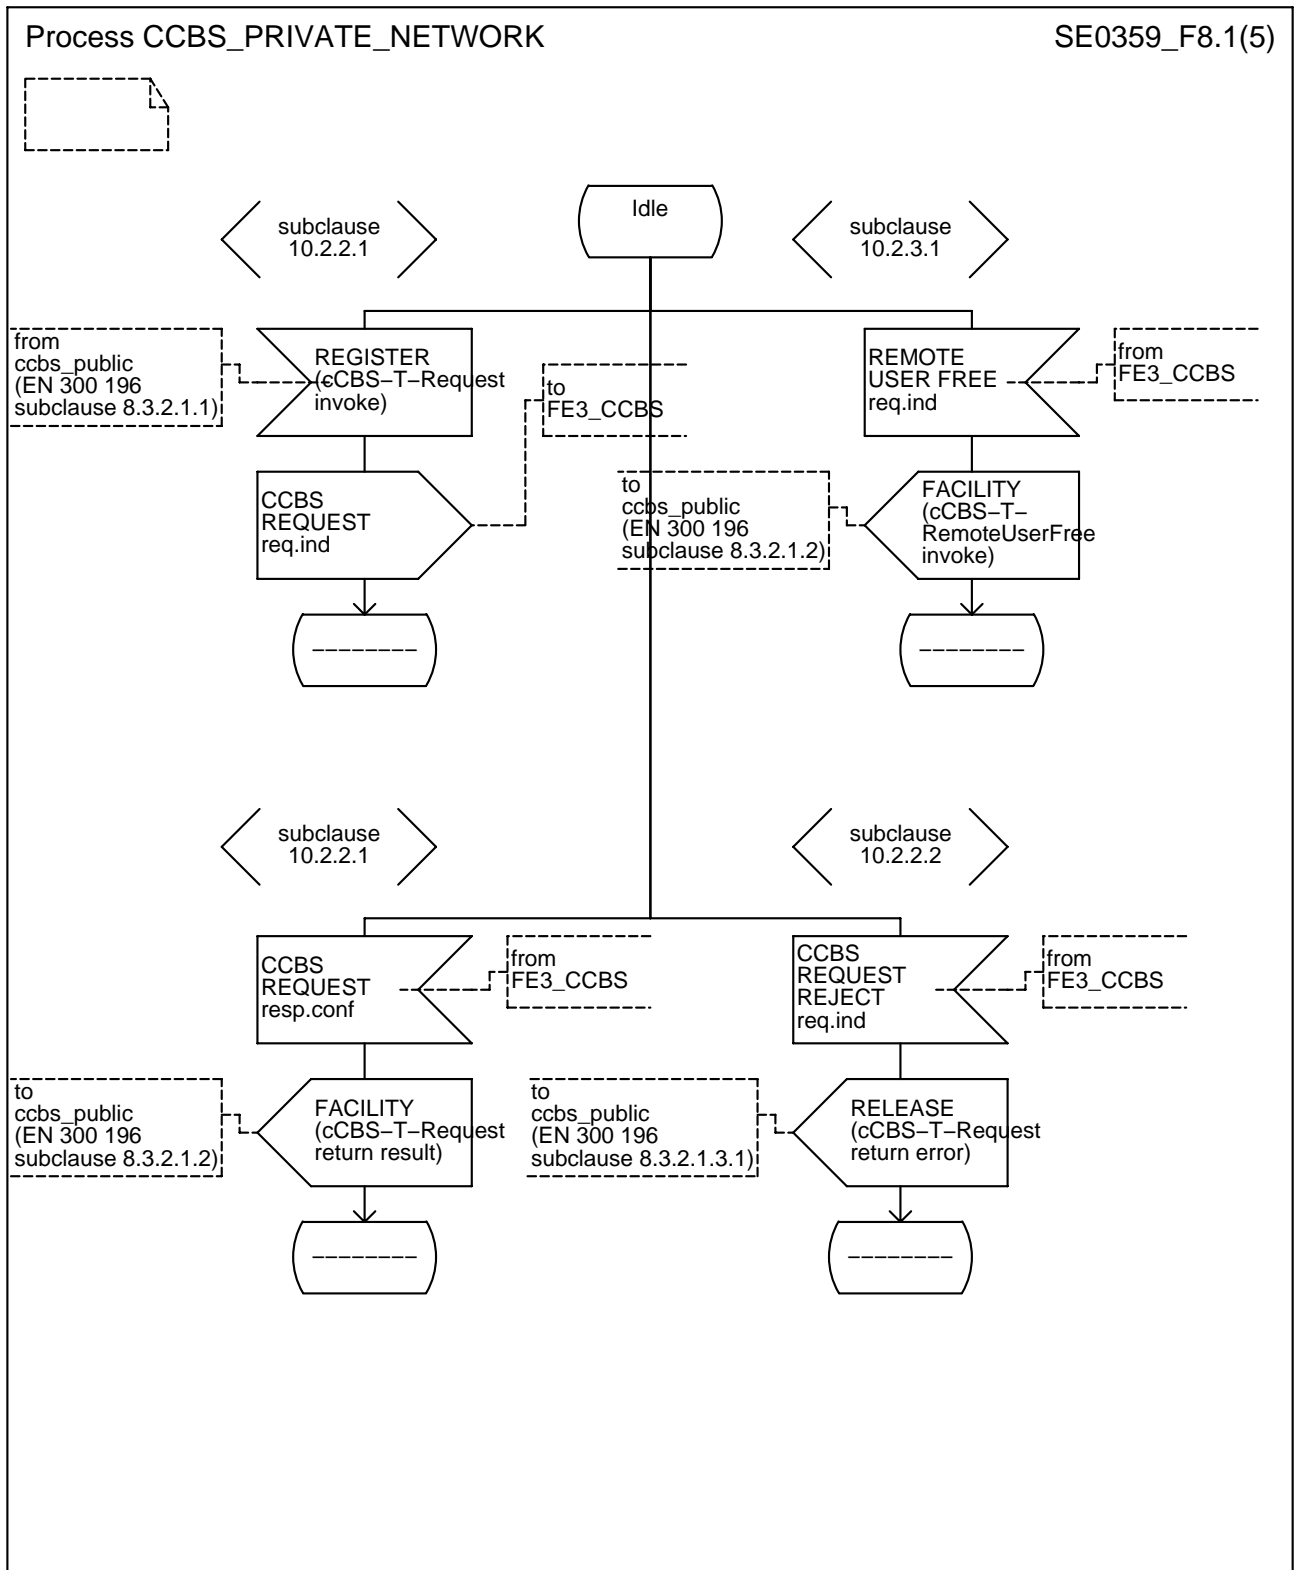 Process CCBS_PRIVATE_NETWORK
SE0359_F8.1(5)
subclause
10.2.2.1
Idle
subclause
10.2.3.1
from
ccbs_public
(EN 300 196
subclause 8.3.2.1.1)
REGISTER
(cCBS–T–Request
invoke)
to
FE3_CCBS
REMOTE
USER FREE
req.ind
from
FE3_CCBS
CCBS
REQUEST
req.ind
to
ccbs_public
(EN 300 196
subclause 8.3.2.1.2)
FACILITY
(cCBS–T–
RemoteUserFree
invoke)
––––––––
––––––––
subclause
10.2.2.1
subclause
10.2.2.2
CCBS
REQUEST
resp.conf
from
FE3_CCBS
CCBS
REQUEST
REJECT
req.ind
from
FE3_CCBS
to
ccbs_public
(EN 300 196
subclause 8.3.2.1.2)
FACILITY
(cCBS–T–Request
return result)
to
ccbs_public
(EN 300 196
subclause 8.3.2.1.3.1)
RELEASE
(cCBS–T–Request
return error)
––––––––
––––––––